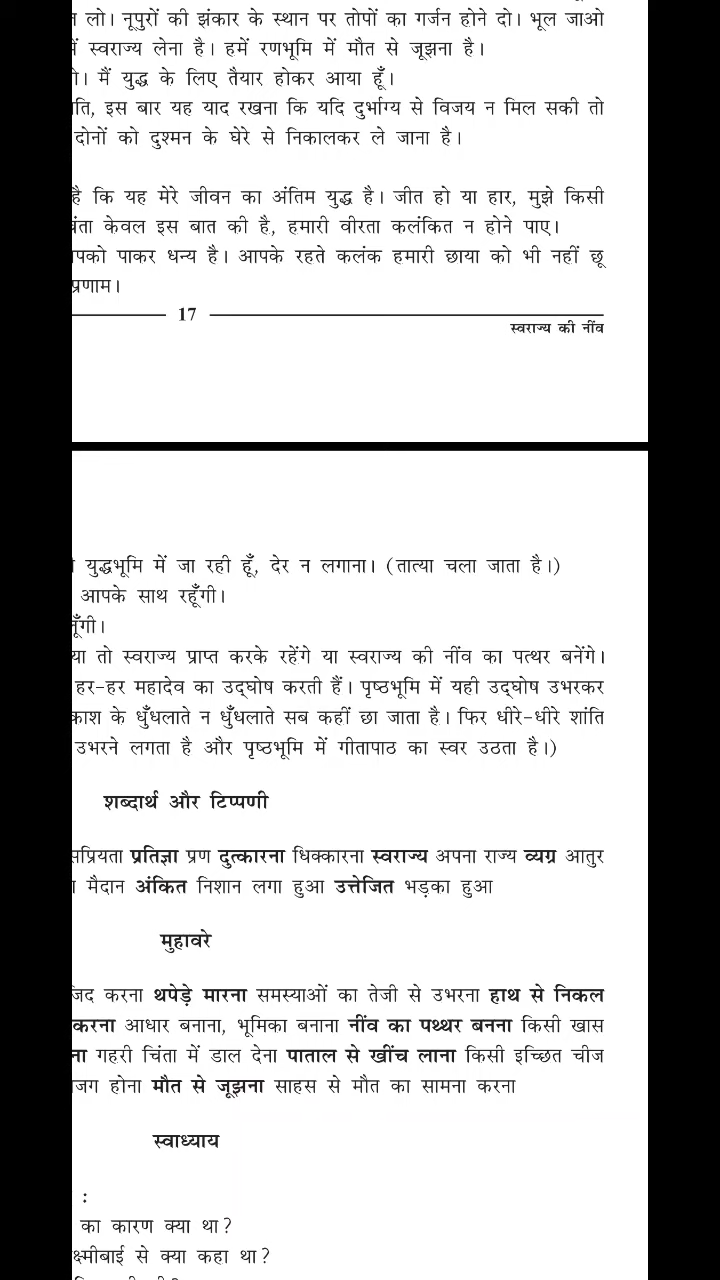 लो। नूपुरों की झंकार के स्थान पर तोपों का गर्जन होने दो। भूल जाओ
स्वराज्य लेना है। हमें रणभूमि में मौत से जूझना है।
मैं युद्ध के लिए तैयार होकर आया हूँ।
इस बार यह याद रखना कि यदि दुर्भाग्य से विजय न मिल सकी तो
दोनों को दुश्मन के घेरे से निकालकर ले जाना है।
है कि यह मेरे जीवन का अंतिम युद्ध है। जीत हो या हार, मुझे किसी
केवल इस बात की है, हमारी वीरता कलंकित न होने पाए।
पाकर धन्य है। आपके रहते कलंक हमारी छाया को भी नहीं छू
प्रणाम।
17
स्वराज्य की नींव
युद्धभूमि में जा रही हूँ, देर न लगाना। (तात्या चला जाता है।)
आपके साथ रहूँगी।
या तो स्वराज्य प्राप्त करके रहेंगे या स्वराज्य की नींव का पत्थर बनेंगे।
हर-हर महादेव का उद्घोष करती हैं। पृष्ठभूमि में यही उद्घोष उभरकर
के धुँधलाते न धुँधलाते सब कहीं छा जाता है। फिर धीरे-धीरे शांति
उभरने लगता है और पृष्ठभूमि में गीतापाठ का स्वर उठता है।)
शब्दार्थ और टिप्पणी
प्रतिज्ञा प्रण दुत्कारना धिक्कारना स्वराज्य अपना राज्य व्यग्र आतुर
मैदान अंकित निशान लगा हुआ उत्तेजित भड़का हुआ
मुहावरे
करना थपेड़े मारना समस्याओं का तेजी से उभरना हाथ से निकल
करना आधार बनाना, भूमिका बनाना नींव का पथ्थर बनना किसी खास
गहरी चिंता में डाल देना पाताल से खींच लाना किसी इच्छित चीज
होना मौत से जूझना साहस से मौत का सामना करना
स्वाध्याय
:
का कारण क्या था?
से क्या कहा था?